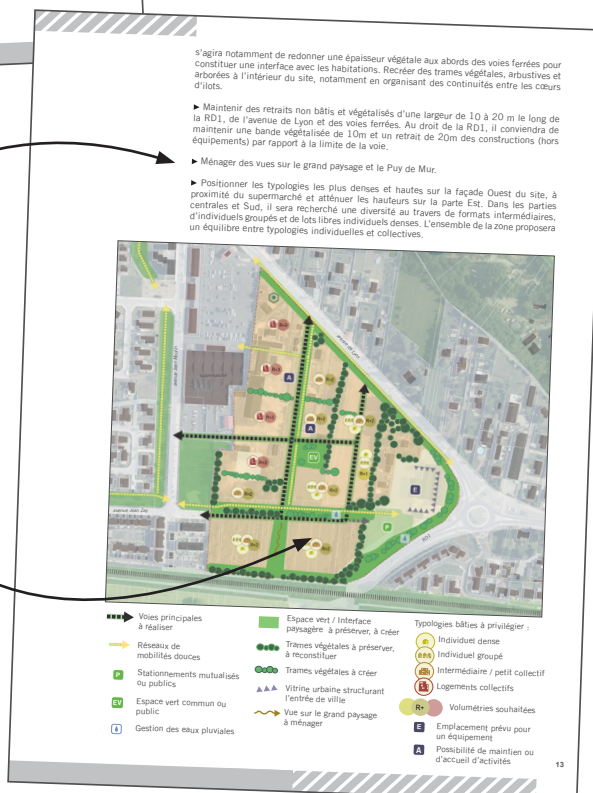 s'agira notamment de redonner une épaisseur végétale aux abords des voies ferrées pour
constituer une interface avec les habitations. Recréer des trames végétales, arbustives et
arborées à l'intérieur du site, notamment en organisant des continuités entre les cœurs
d'ilots.
► Maintenir des retraits non bâtis et végétalisés d'une largeur de 10 à 20 m le long de
la RD1, de l'avenue de Lyon et des voies ferrées. Au droit de la RD1, il conviendra de
maintenir une bande végétalisée de 10m et un retrait de 20m des constructions (hors
équipements) par rapport à la limite de la voie.
► Ménager des vues sur le grand paysage et le Puy de Mur.
► Positionner les typologies les plus denses et hautes sur la façade Ouest du site, à
proximité du supermarché et atténuer les hauteurs sur la partie Est. Dans les parties
centrales et Sud, il sera recherché une diversité au travers de formats intermédiaires,
d'individuels groupés et de lots libres individuels denses. L'ensemble de la zone proposera
un équilibre entre typologies individuelles et collectives.
avenue de Lyon
A
A
EV
E
P
RD1
avenue Jean Zay
Voies principales
à réaliser
Réseaux de
mobilités douces
P
Stationnements mutualisés
ou publics
EV
Espace vert commun ou
public
Gestion des eaux pluviales
Espace vert / Interface
paysagère à préserver, à créer
Trames végétales à préserver,
à reconstituer
Trames végétales à créer
Vitrine urbaine structurant
l'entrée de ville
Vue sur le grand paysage
à ménager
Typologies bâties à privilégier :
Individuel dense
Individuel groupé
Intermédiaire / petit collectif
Logements collectifs
R+
Volumétries souhaitées
E
Emplacement prévu pour
un équipement
A
Possibilité de maintien ou
d'accueil d'activités
13